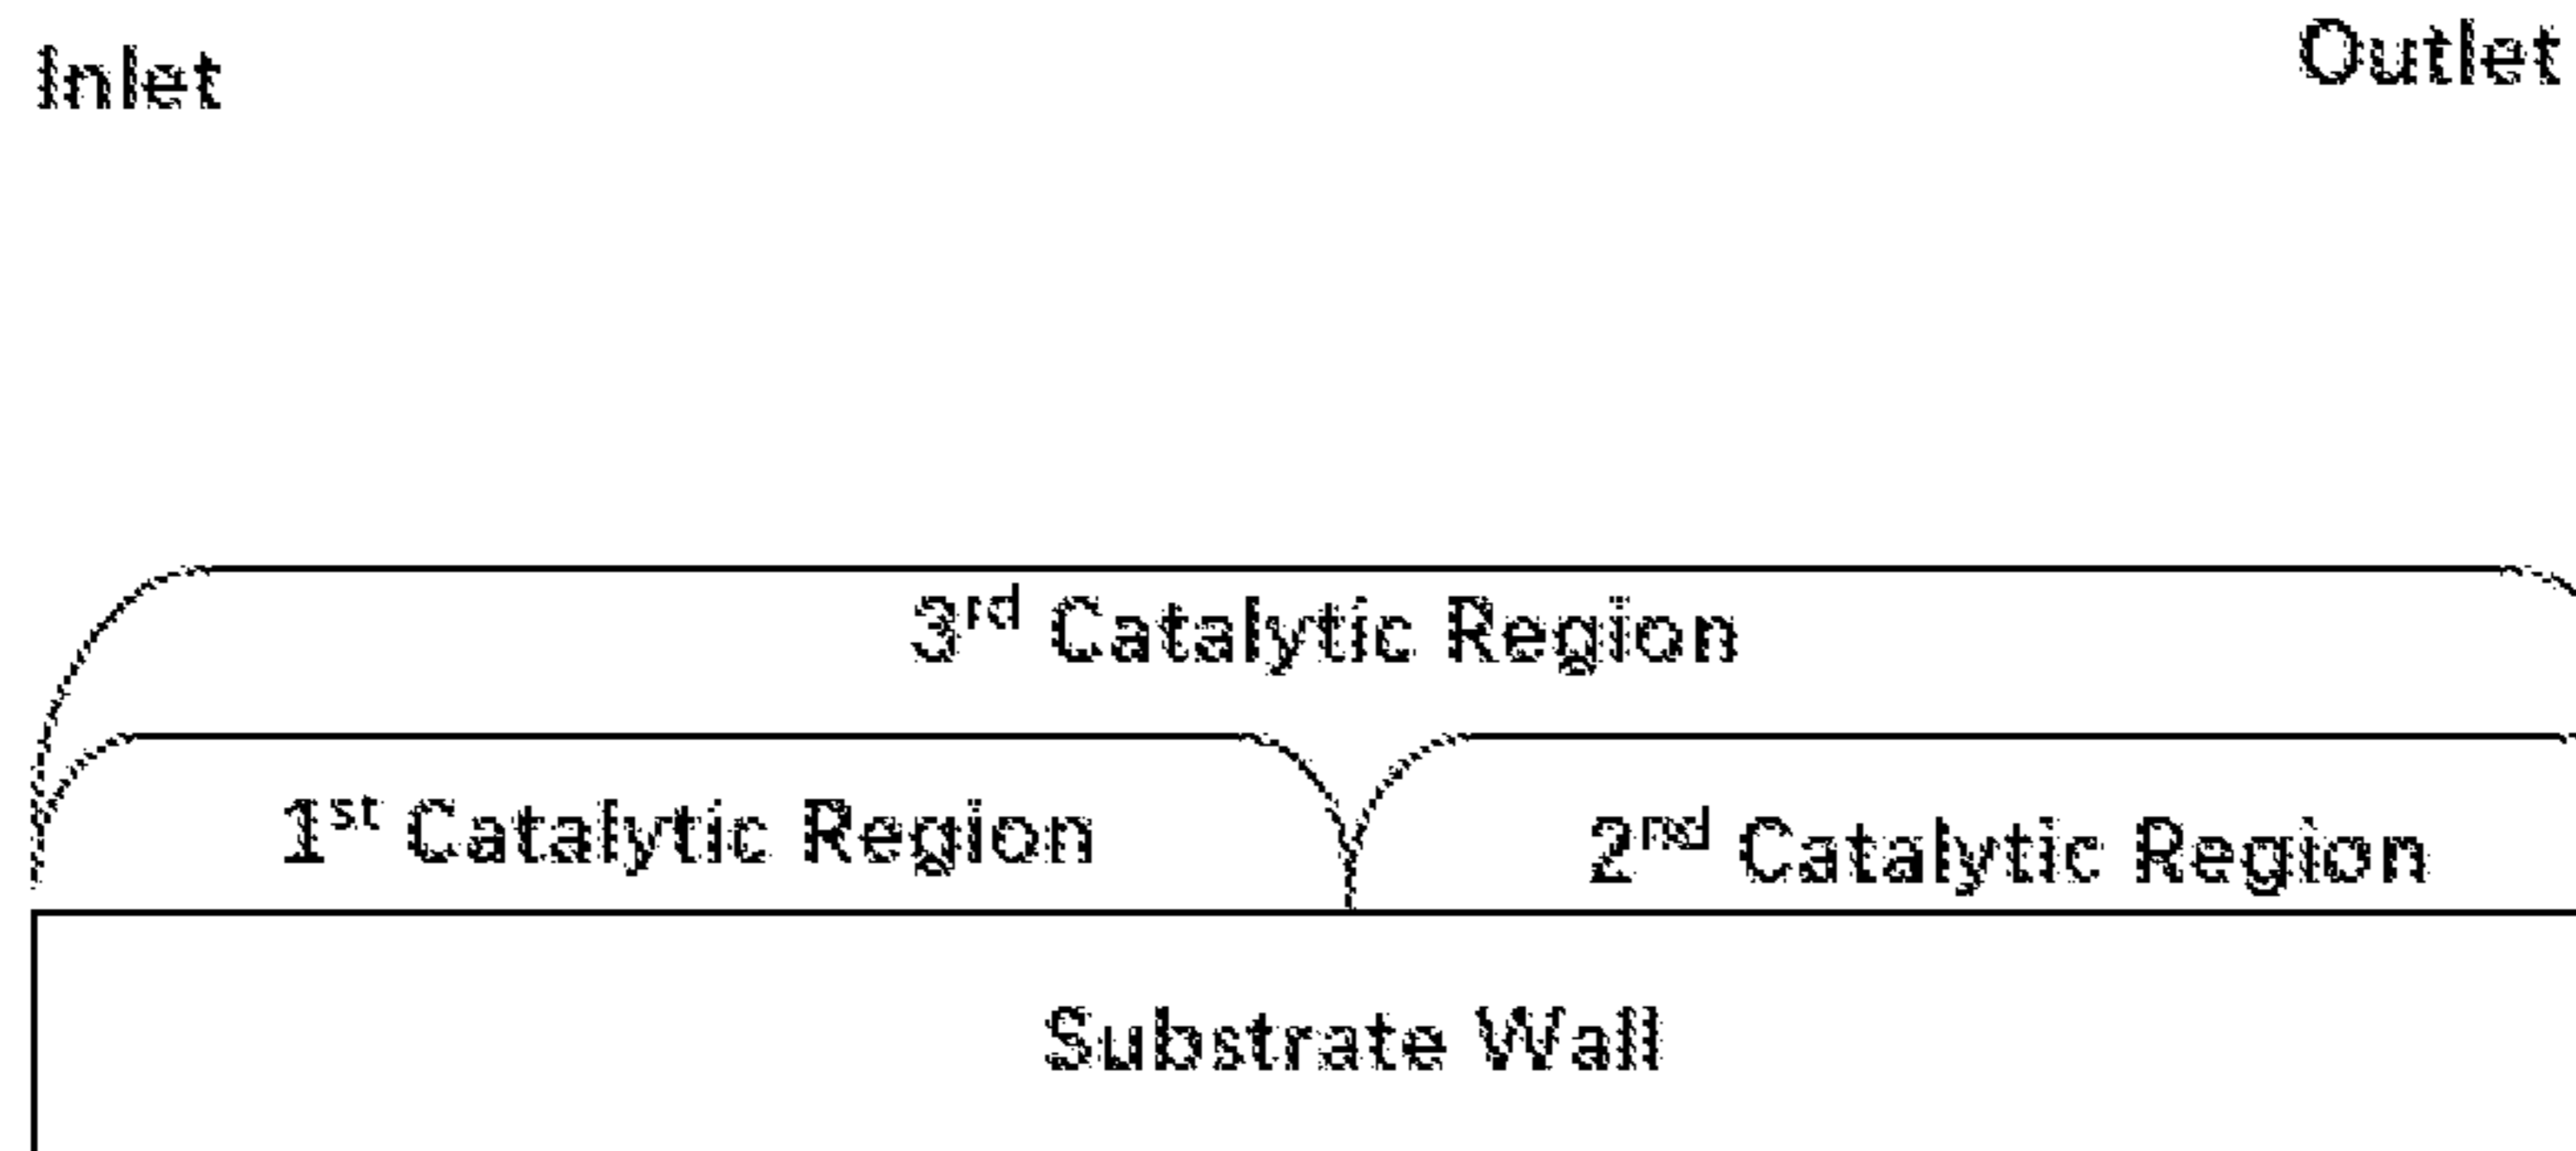 Inlet
Outlet
3rd Catalytic Region
1st Catalytic Region
2nd Catalytic Region
Substrate Wall